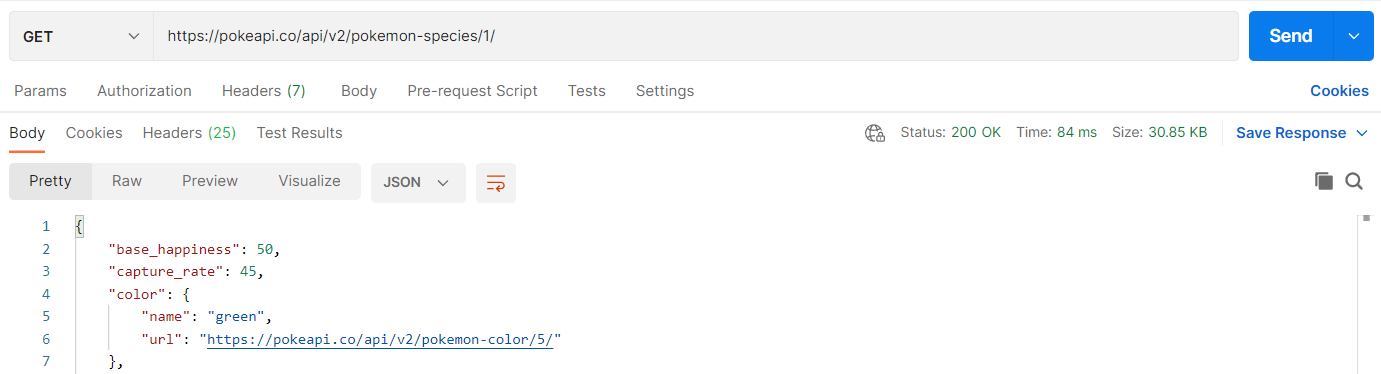 GET https://pokeapi.co/api/v2/pokemon-species/1/ Send
Params Authorization Headers (7) Body Pre-request Script Tests Settings Cookies
Body Cookies Headers (25) Test Results Status: 200 OK Time: 84 ms Size: 30.85 KB Save Response
Pretty Raw Preview Visualize JSON
1 {
2 "base_happiness": 50,
3 "capture_rate": 45,
4 "color": {
5 "name": "green",
6 "url": "https://pokeapi.co/api/v2/pokemon-color/5/"
7 },